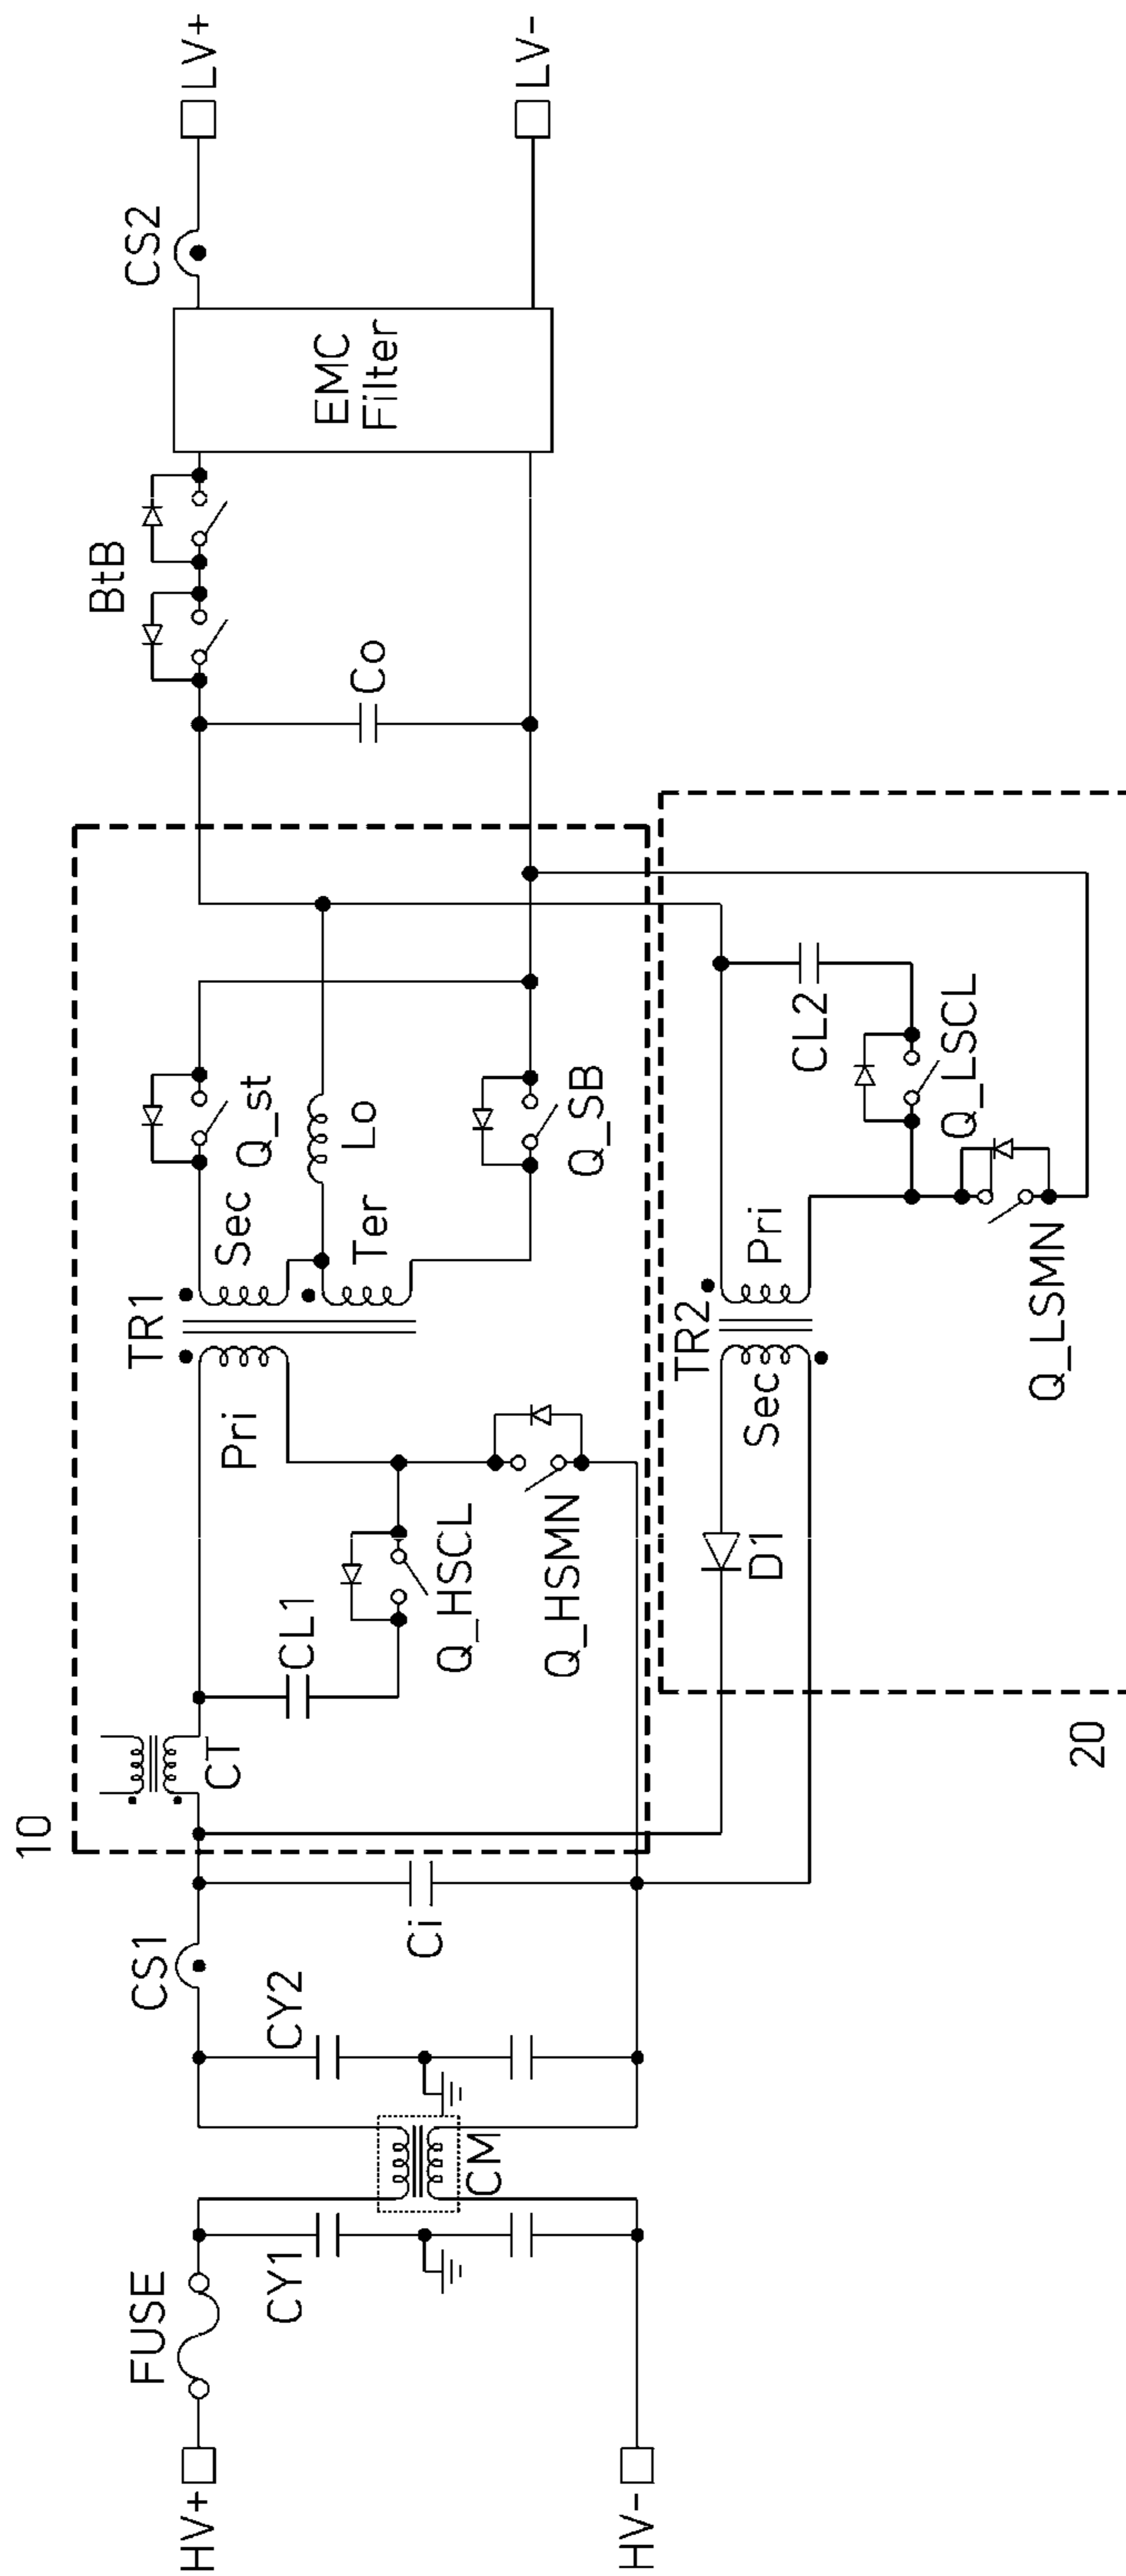 10
HV+
HV-
FUSE
CY1
CM
CY2
CS1
Ci
CT
CL1
Q_HSCL
Q_HSMN
Pri
TR1
Sec
Ter
Q_st
Lo
Q_SB
Co
BtB
EMC
Filter
CS2
LV+
LV-
20
D1
Sec
TR2
Pri
CL2
Q_LSCL
Q_LSMN